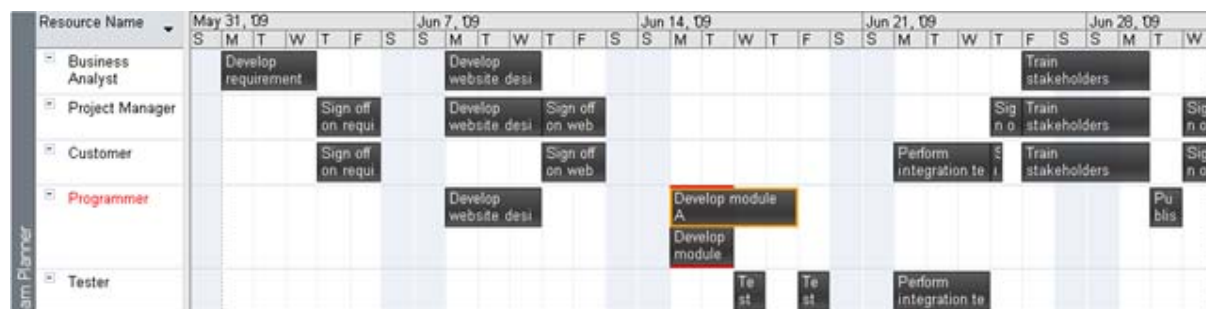 Resource Name May 31, '09 Jun 7, '09 Jun 14, '09 Jun 21, '09 Jun 28, '09
S M T W T F S S M T W T F S S M T W T F S S M T W T F S S M T W
Business Analyst
Develop requirement
Develop website desi
Train stakeholders
Project Manager
Sign off on requi
Develop website desi
Sign off on web
Sig n o
Train stakeholders
Sig n o
Customer
Sign off on requi
Sign off on web
Perform integration te
Train stakeholders
Sig n o
Programmer
Develop website desi
Develop module A
Develop module
Pu blis
am Planner
Tester
Te st
Te st
Perform integration te